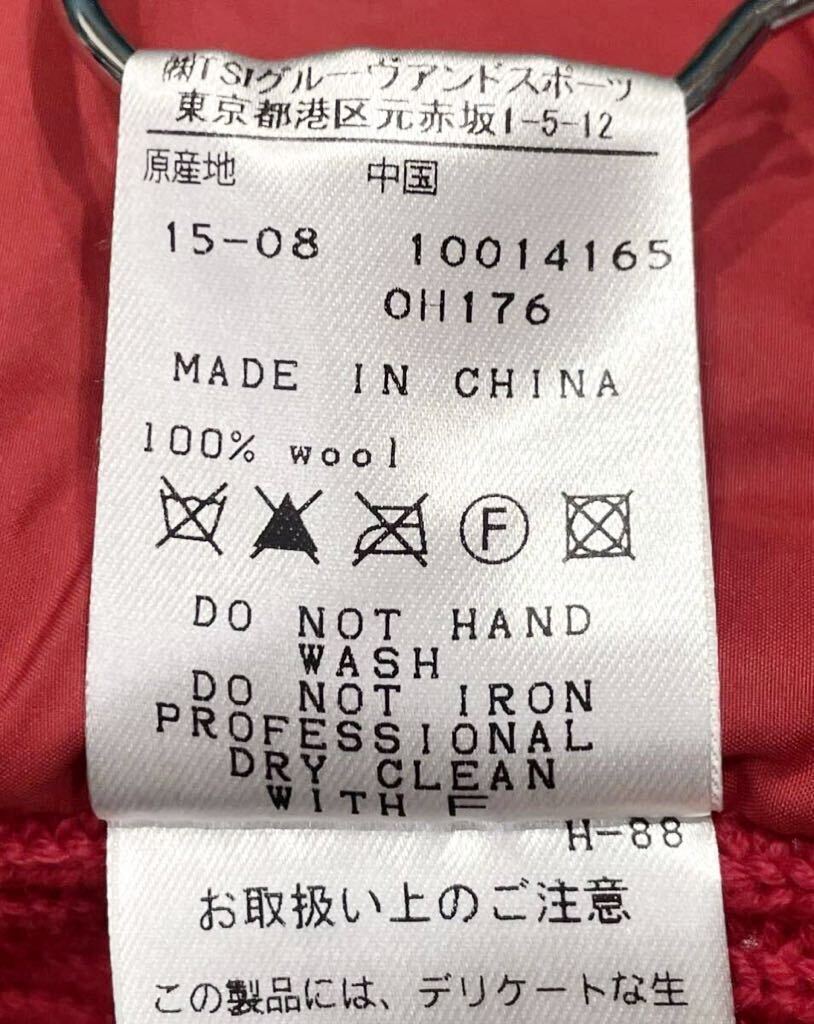 ㈱TSIグルーヴアンドスポーツ
東京都港区元赤坂1-5-12
原産地 中国
15-08 10014165
0H176
MADE IN CHINA
100% wool
F
DO NOT HAND
WASH
DO NOT IRON
PROFESSIONAL
DRY CLEAN
WITH F
H-88
お取扱い上のご注意
この製品には、デリケートな生